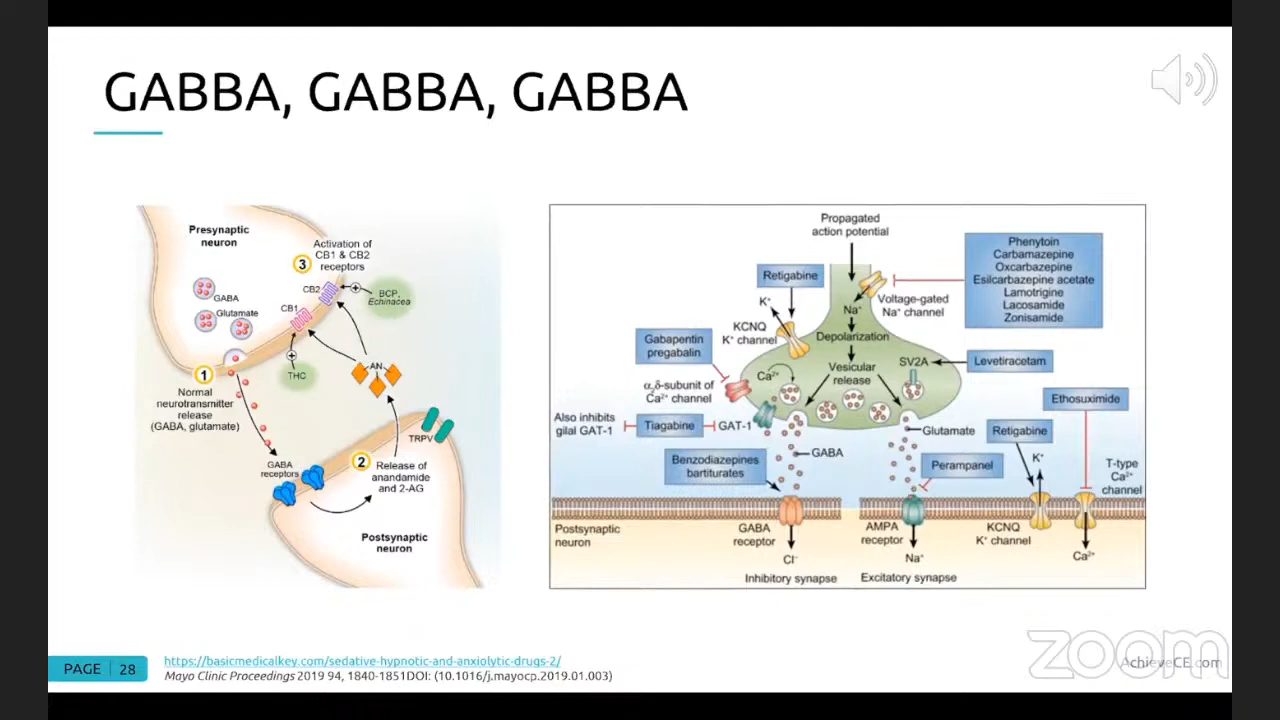 GABBA, GABBA, GABBA
Presynaptic
neuron
Activation of
CB1 & CB2
receptors
3
CB2
BCP,
Echinacea
GABA
CB1
Glutamate
AN
THC
1
Normal
neurotransmitter
release
(GABA, glutamate)
TRPV
GABA
receptors
2
Release of
anandamide
and 2-AG
Postsynaptic
neuron
Propagated
action potential
Phenytoin
Carbamazepine
Oxcarbazepine
Esilcarbazepine acetate
Lamotrigine
Lacosamide
Zonisamide
Retigabine
K⁺
Na⁺
Voltage-gated
Na⁺ channel
KCNQ
K⁺ channel
Depolarization
Gabapentin
pregabalin
Vesicular
release
SV2A
Levetiracetam
Ca²⁺
α₂δ-subunit of
Ca²⁺ channel
Ethosuximide
Also inhibits
gilal GAT-1
Tiagabine
GAT-1
Glutamate
Retigabine
GABA
K⁺
Benzodiazepines
bartiturates
Perampanel
T-type
Ca²⁺
channel
Postsynaptic
neuron
GABA
receptor
AMPA
receptor
KCNQ
K⁺ channel
Cl⁻
Na⁺
Ca²⁺
Inhibitory synapse
Excitatory synapse
PAGE 28
https://basicmedicalkey.com/sedative-hypnotic-and-anxiolytic-drugs-2/
Mayo Clinic Proceedings 2019 94, 1840-1851DOI: (10.1016/j.mayocp.2019.01.003)
zoom
AchieveCE.com